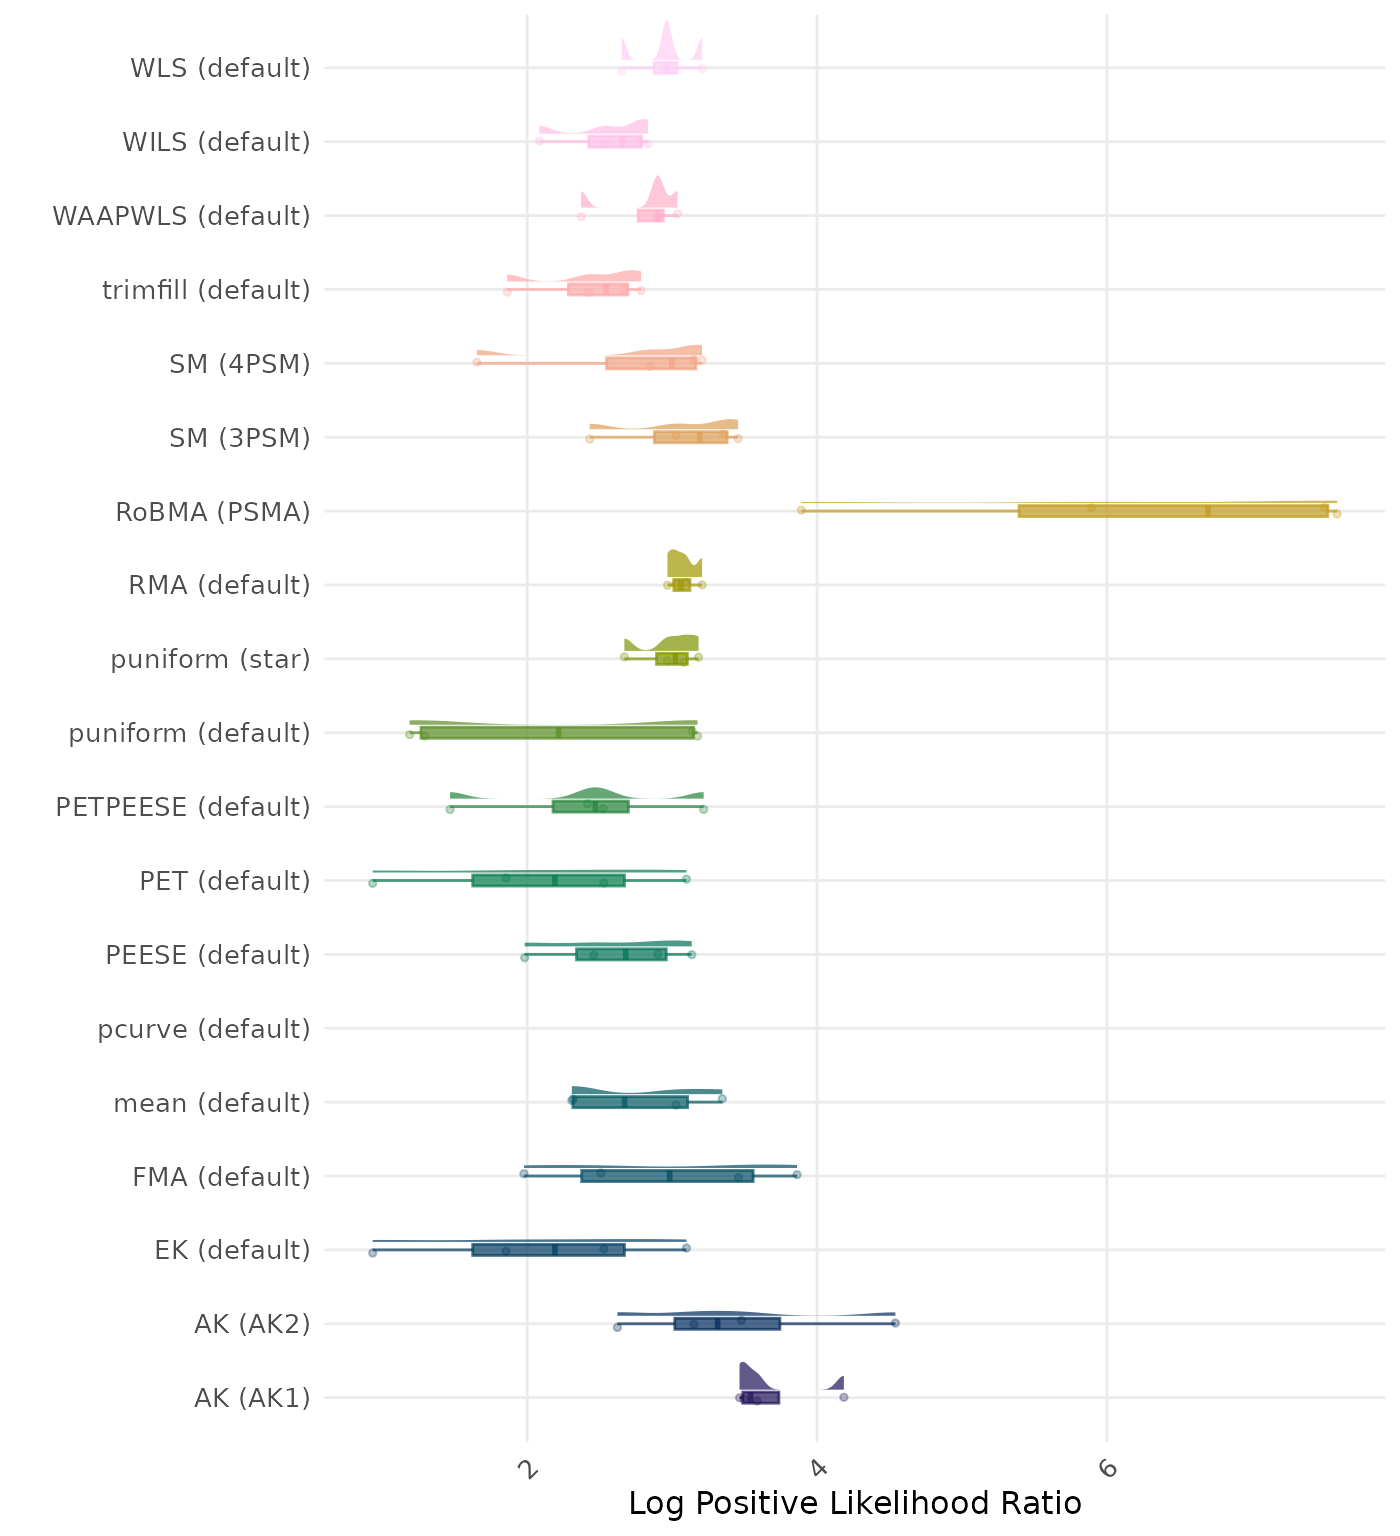 WLS (default)
WILS (default)
WAAPWLS (default)
trimfill (default)
SM (4PSM)
SM (3PSM)
RoBMA (PSMA)
RMA (default)
puniform (star)
puniform (default)
PETPEESE (default)
PET (default)
PEESE (default)
pcurve (default)
mean (default)
FMA (default)
EK (default)
AK (AK2)
AK (AK1)
2 4 6
Log Positive Likelihood Ratio